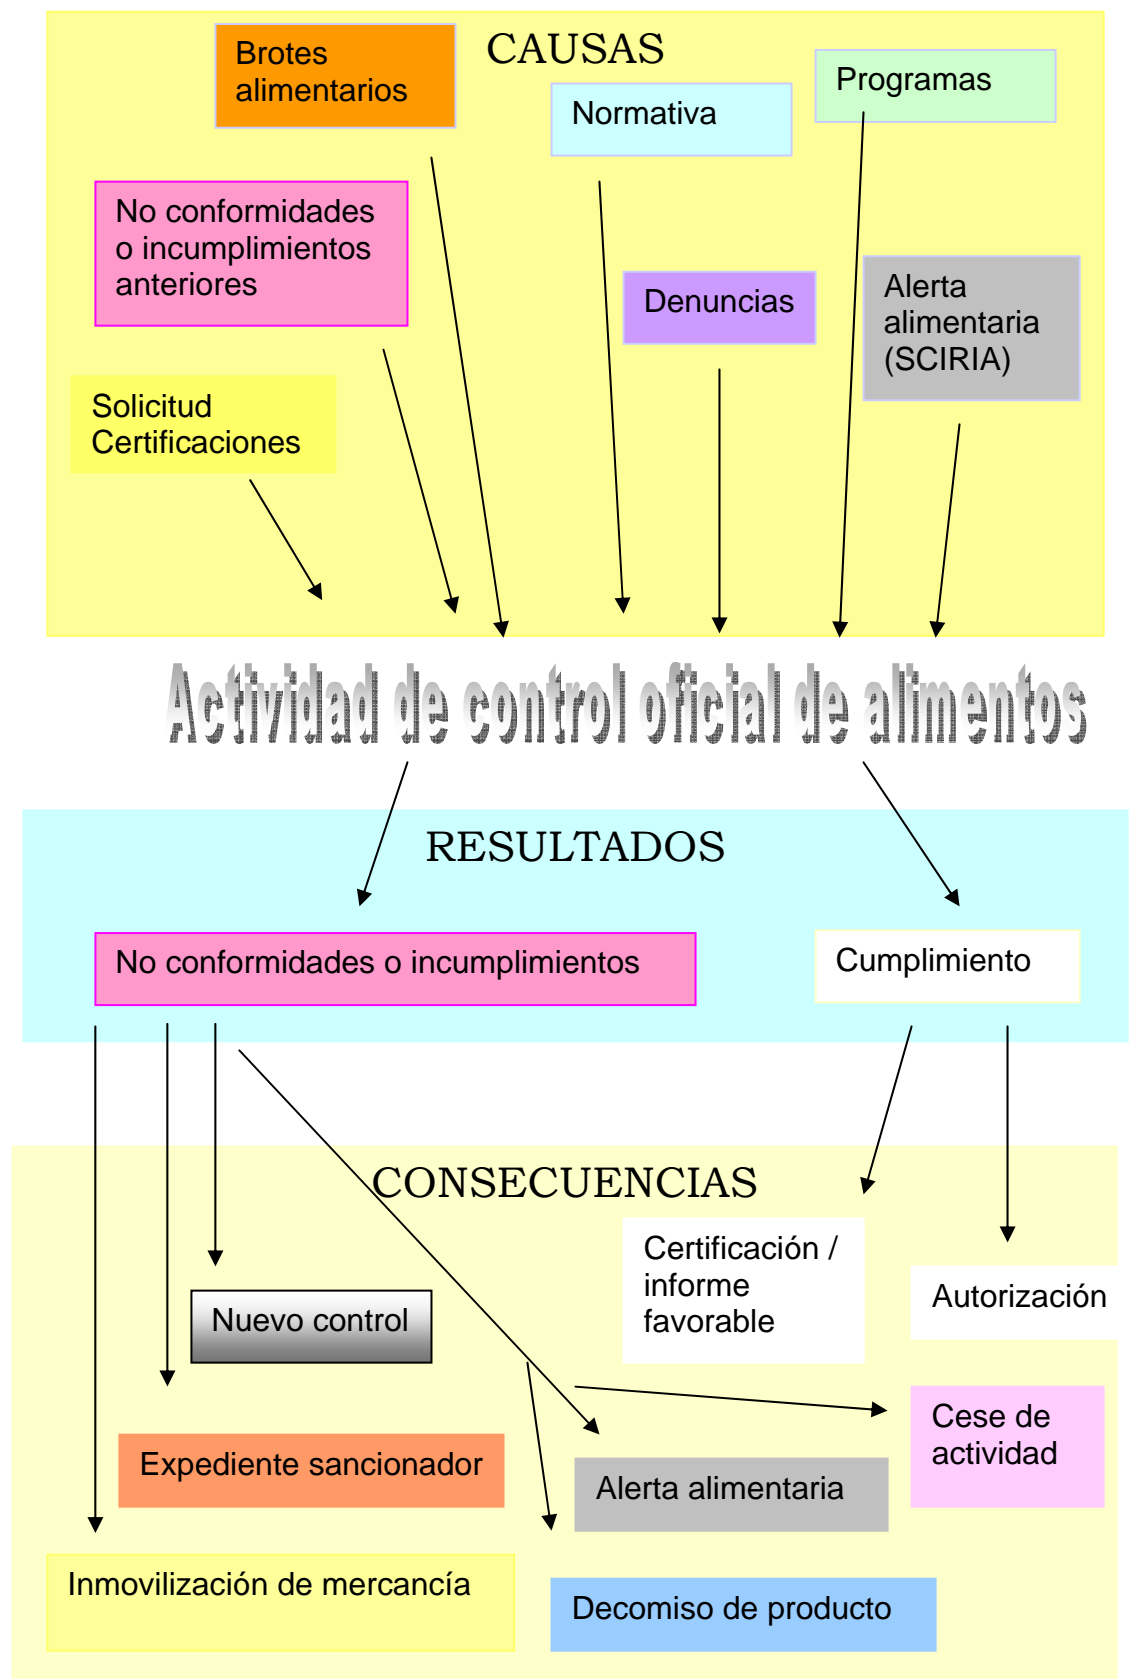 CAUSAS
Brotes
alimentarios
Normativa
Programas
No conformidades
o incumplimientos
anteriores
Denuncias
Alerta
alimentaria
(SCIRIA)
Solicitud
Certificaciones
Actividad de control oficial de alimentos
RESULTADOS
No conformidades o incumplimientos
Cumplimiento
CONSECUENCIAS
Certificación /
informe
favorable
Autorización
Nuevo control
Cese de
actividad
Expediente sancionador
Alerta alimentaria
Inmovilización de mercancía
Decomiso de producto